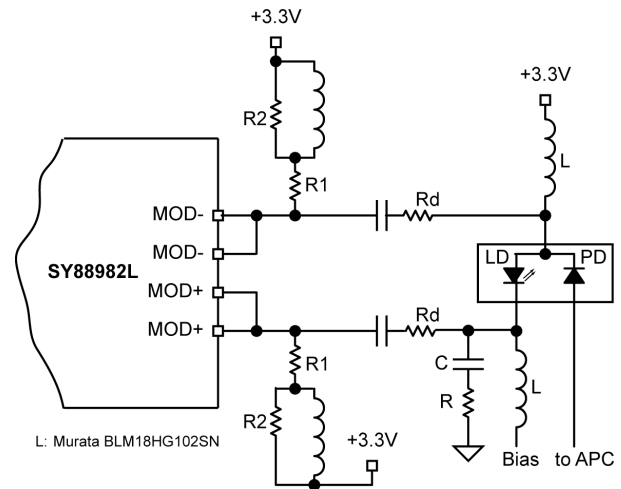 +3.3V
+3.3V
R2
L
R1
Rd
MOD-
MOD-
LD
PD
SY88982L
MOD+
MOD+
Rd
R1
C
L
R2
R
+3.3V
L: Murata BLM18HG102SN
Bias
to APC